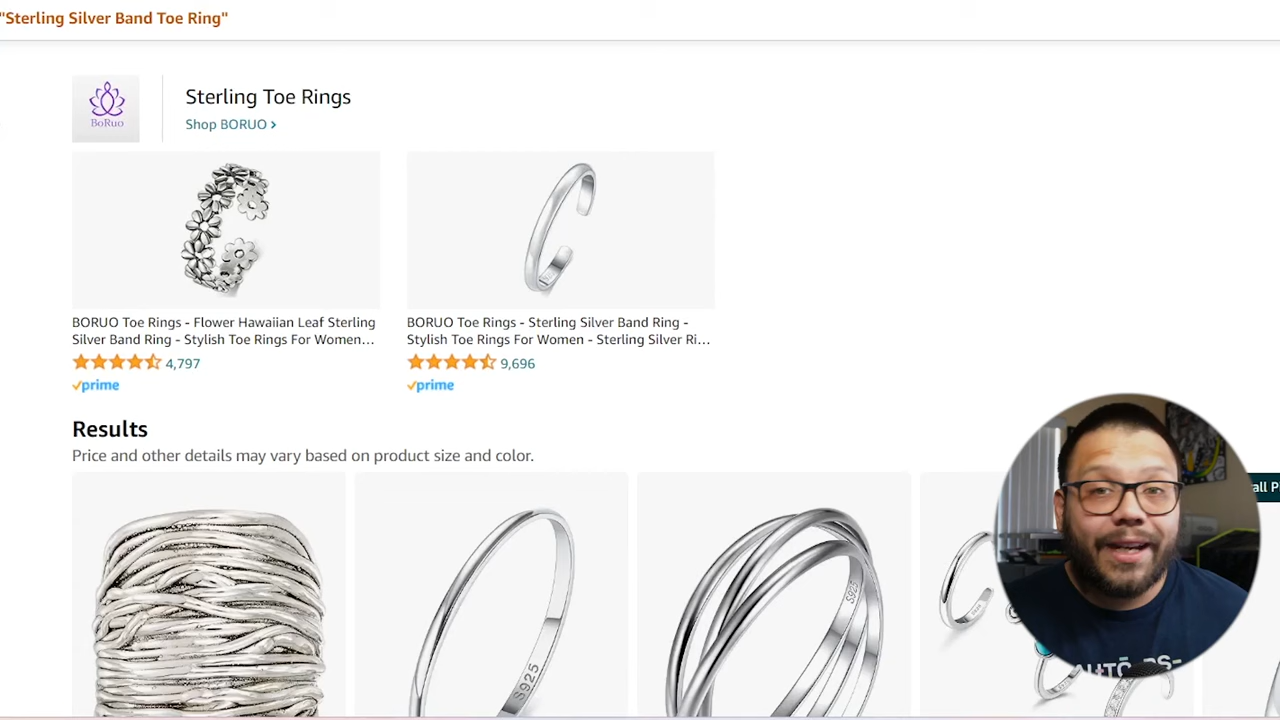 "Sterling Silver Band Toe Ring"
BoRuo
Sterling Toe Rings
Shop BORUO ›
BORUO Toe Rings - Flower Hawaiian Leaf Sterling
Silver Band Ring - Stylish Toe Rings For Women…
4,797
prime
BORUO Toe Rings - Sterling Silver Band Ring -
Stylish Toe Rings For Women - Sterling Silver Ri…
9,696
prime
Results
Price and other details may vary based on product size and color.
all P
S925
S925